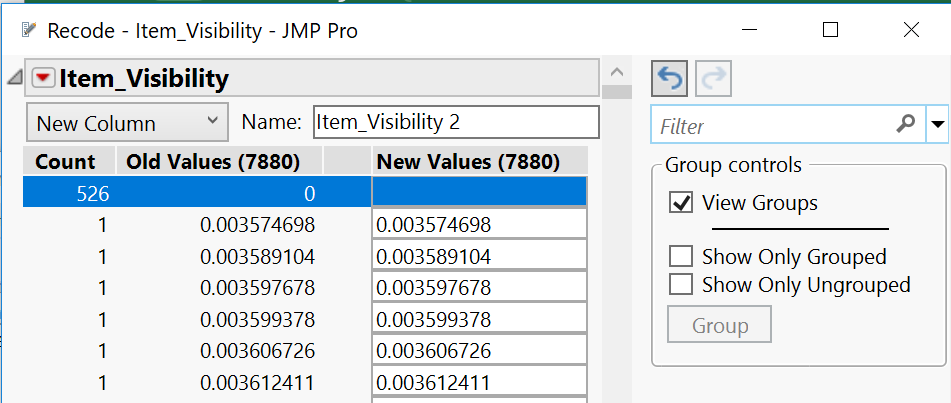 Recode - Item_Visibility - JMP Pro
Item_Visibility
New Column Name: Item_Visibility 2
Filter
Count Old Values (7880) New Values (7880)
526 0
1 0.003574698 0.003574698
1 0.003589104 0.003589104
1 0.003597678 0.003597678
1 0.003599378 0.003599378
1 0.003606726 0.003606726
1 0.003612411 0.003612411
Group controls
View Groups
Show Only Grouped
Show Only Ungrouped
Group